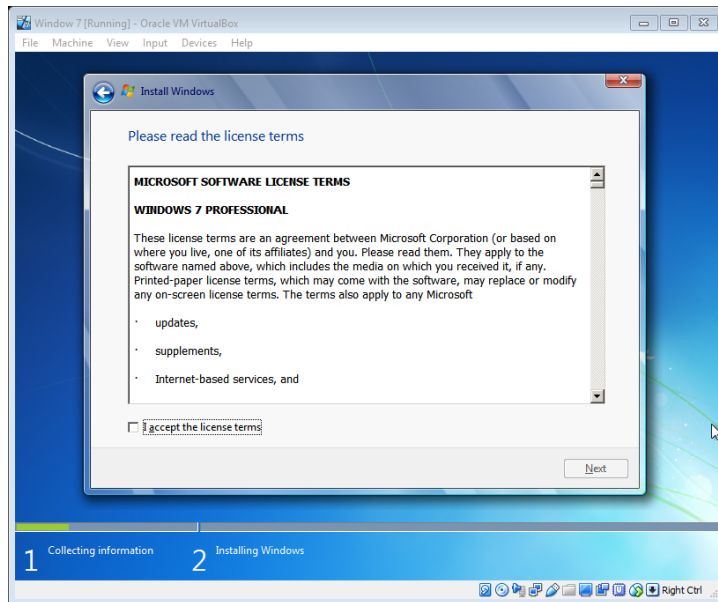 Window 7 [Running] - Oracle VM VirtualBox
File Machine View Input Devices Help
Install Windows
Please read the license terms
MICROSOFT SOFTWARE LICENSE TERMS
WINDOWS 7 PROFESSIONAL
These license terms are an agreement between Microsoft Corporation (or based on
where you live, one of its affiliates) and you. Please read them. They apply to the
software named above, which includes the media on which you received it, if any.
Printed-paper license terms, which may come with the software, may replace or modify
any on-screen license terms. The terms also apply to any Microsoft
· updates,
· supplements,
· Internet-based services, and
I accept the license terms
Next
1 Collecting information 2 Installing Windows
Right Ctrl